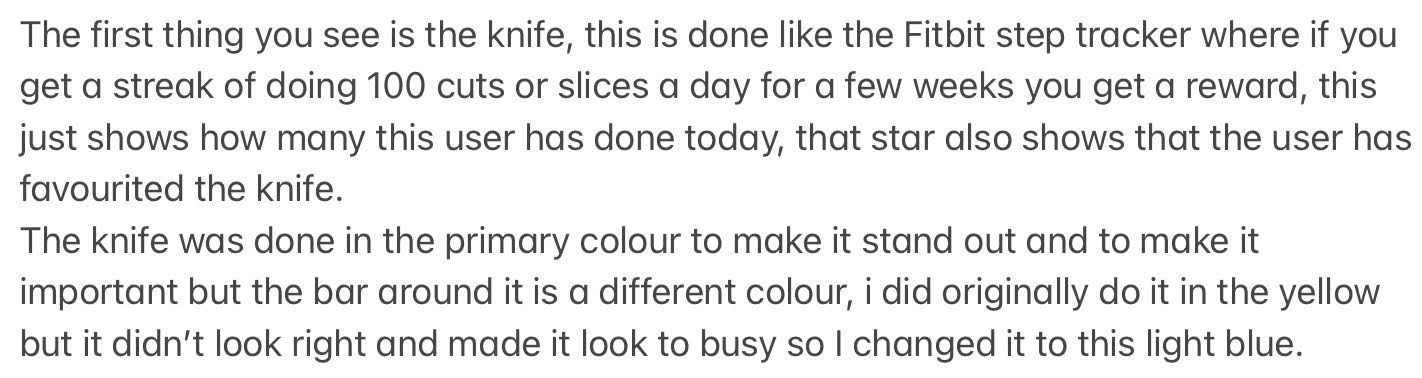 The first thing you see is the knife, this is done like the Fitbit step tracker where if you
get a streak of doing 100 cuts or slices a day for a few weeks you get a reward, this
just shows how many this user has done today, that star also shows that the user has
favourited the knife.
The knife was done in the primary colour to make it stand out and to make it
important but the bar around it is a different colour, i did originally do it in the yellow
but it didn’t look right and made it look to busy so I changed it to this light blue.